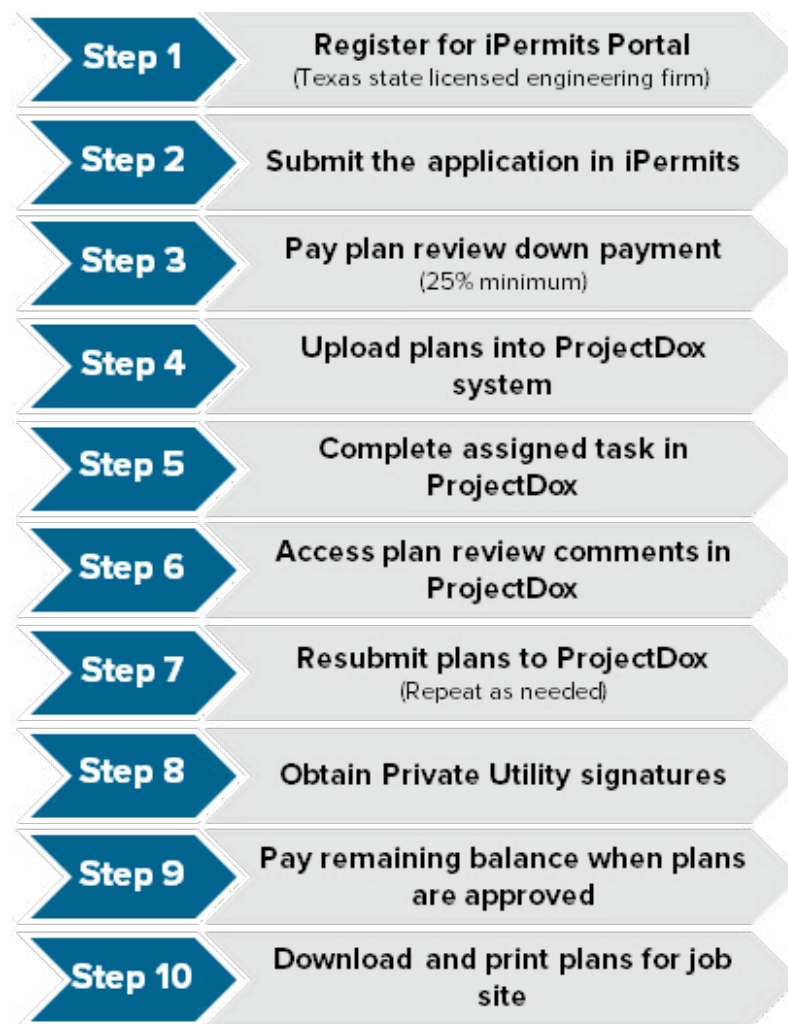 Step 1
Register for iPermits Portal
(Texas state licensed engineering firm)
Step 2
Submit the application in iPermits
Step 3
Pay plan review down payment
(25% minimum)
Step 4
Upload plans into ProjectDox
system
Step 5
Complete assigned task in
ProjectDox
Step 6
Access plan review comments in
ProjectDox
Step 7
Resubmit plans to ProjectDox
(Repeat as needed)
Step 8
Obtain Private Utility signatures
Step 9
Pay remaining balance when plans
are approved
Step 10
Download and print plans for job
site